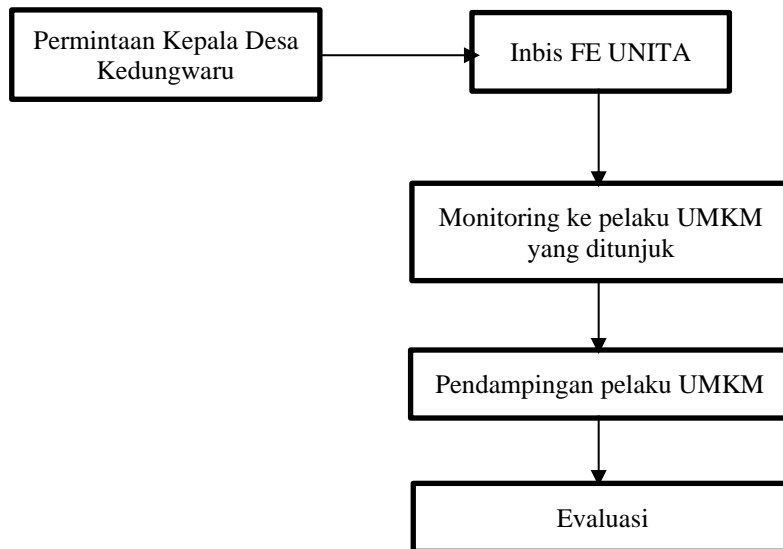 Permintaan Kepala Desa
Kedungwaru
Inbis FE UNITA
Monitoring ke pelaku UMKM
yang ditunjuk
Pendampingan pelaku UMKM
Evaluasi